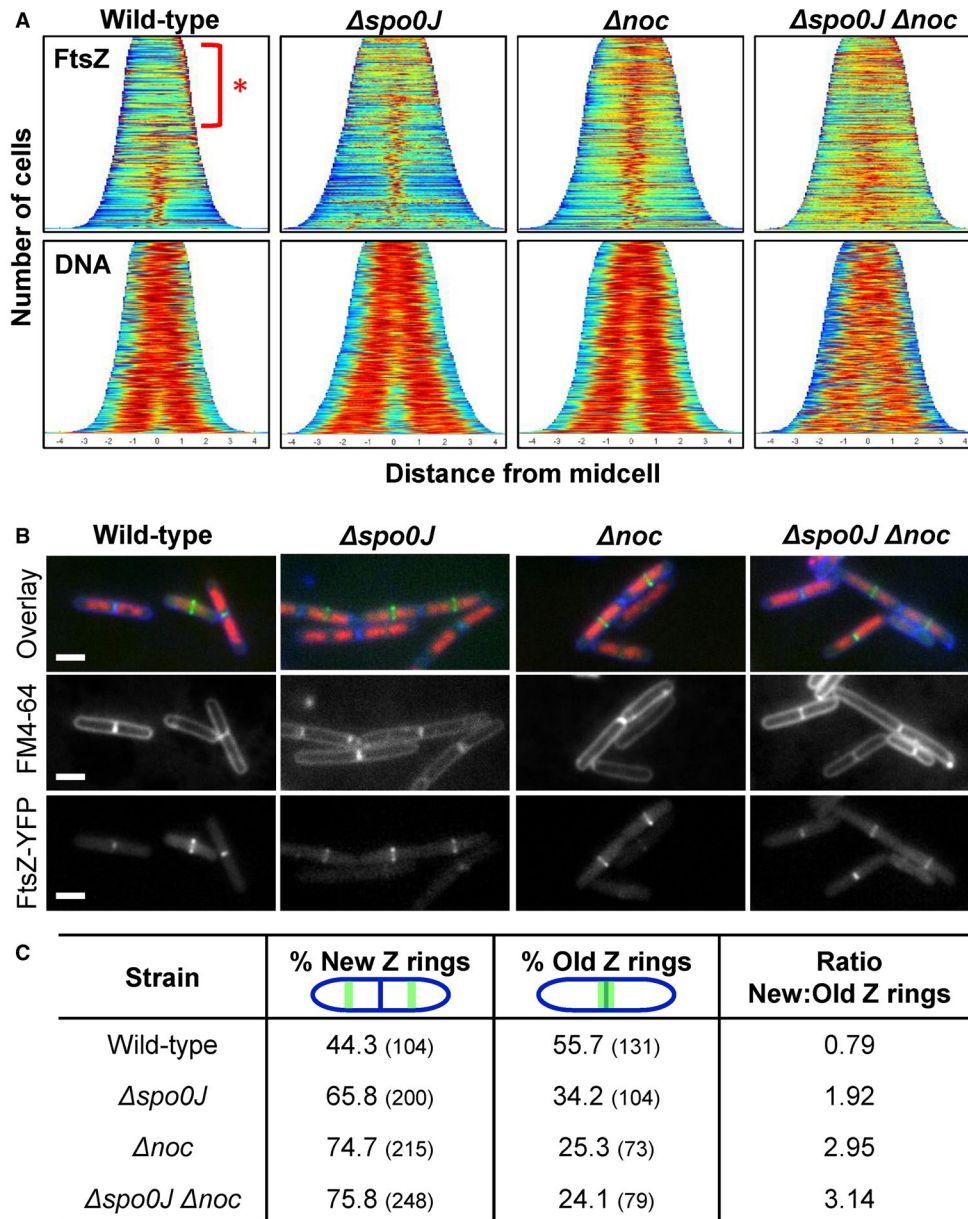 A
Wild-type Δspo0J Δnoc Δspo0J Δnoc
FtsZ
*
DNA
Number of cells
-4 -3 -2 -1 0 1 2 3 4
-4 -3 -2 -1 0 1 2 3 4
-4 -3 -2 -1 0 1 2 3 4
-4 -3 -2 -1 0 1 2 3 4
Distance from midcell
B
Wild-type Δspo0J Δnoc Δspo0J Δnoc
Overlay
FM4-64
FtsZ-YFP
C
Strain % New Z rings % Old Z rings Ratio
New:Old Z rings
Wild-type 44.3 (104) 55.7 (131) 0.79
Δspo0J 65.8 (200) 34.2 (104) 1.92
Δnoc 74.7 (215) 25.3 (73) 2.95
Δspo0J Δnoc 75.8 (248) 24.1 (79) 3.14